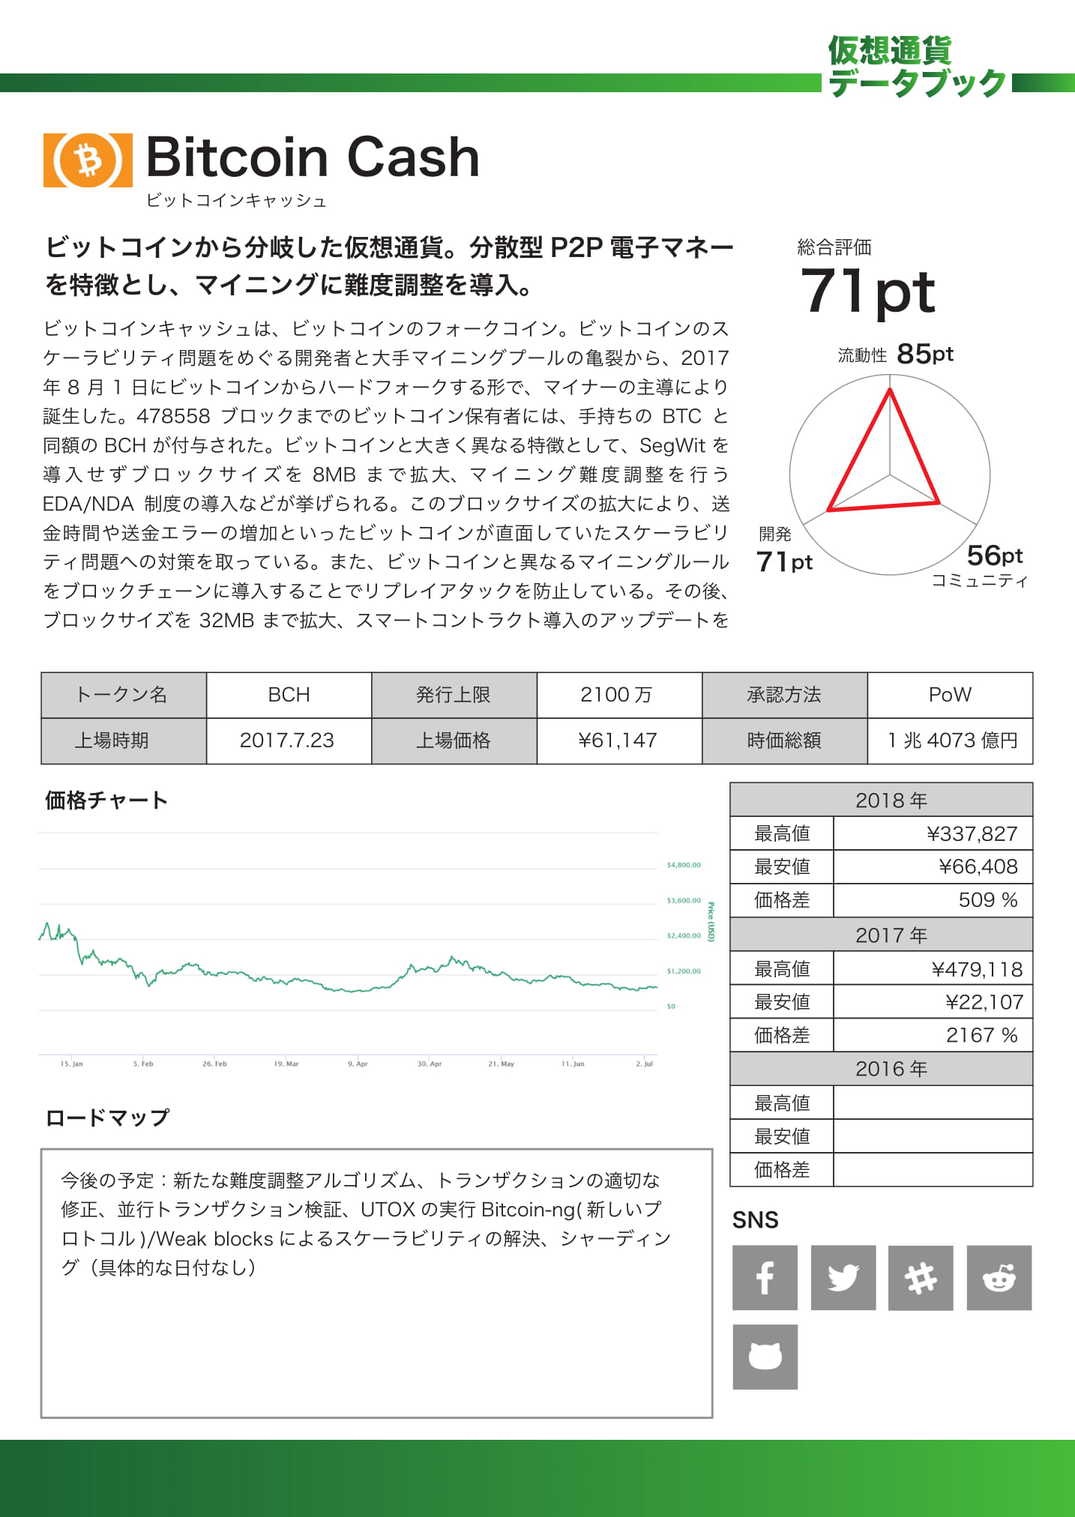 仮想通貨
データブック
Bitcoin Cash
ビットコインキャッシュ
ビットコインから分岐した仮想通貨。分散型 P2P 電子マネー
を特徴とし、マイニングに難度調整を導入。
ビットコインキャッシュは、ビットコインのフォークコイン。ビットコインのス
ケーラビリティ問題をめぐる開発者と大手マイニングプールの亀裂から、2017
年 8 月 1 日にビットコインからハードフォークする形で、マイナーの主導により
誕生した。478558 ブロックまでのビットコイン保有者には、手持ちの BTC と
同額の BCH が付与された。ビットコインと大きく異なる特徴として、SegWit を
導入せずブロックサイズを 8MB まで拡大、マイニング難度調整を行う
EDA/NDA 制度の導入などが挙げられる。このブロックサイズの拡大により、送
金時間や送金エラーの増加といったビットコインが直面していたスケーラビリ
ティ問題への対策を取っている。また、ビットコインと異なるマイニングルール
をブロックチェーンに導入することでリプレイアタックを防止している。その後、
ブロックサイズを 32MB まで拡大、スマートコントラクト導入のアップデートを
総合評価
71pt
流動性 85pt
開発
71pt
56pt
コミュニティ
トークン名 BCH 発行上限 2100 万 承認方法 PoW
上場時期 2017.7.23 上場価格 ¥61,147 時価総額 1 兆 4073 億円
価格チャート
$4,800.00
$3,600.00
$2,400.00
$1,200.00
$0
Price (USD)
15. Jan 5. Feb 26. Feb 19. Mar 9. Apr 30. Apr 21. May 11. Jun 2. Jul
2018 年
最高値 ¥337,827
最安値 ¥66,408
価格差 509 %
2017 年
最高値 ¥479,118
最安値 ¥22,107
価格差 2167 %
2016 年
最高値
最安値
価格差
ロードマップ
今後の予定：新たな難度調整アルゴリズム、トランザクションの適切な
修正、並行トランザクション検証、UTOX の実行 Bitcoin-ng( 新しいプ
ロトコル )/Weak blocks によるスケーラビリティの解決、シャーディン
グ（具体的な日付なし）
SNS